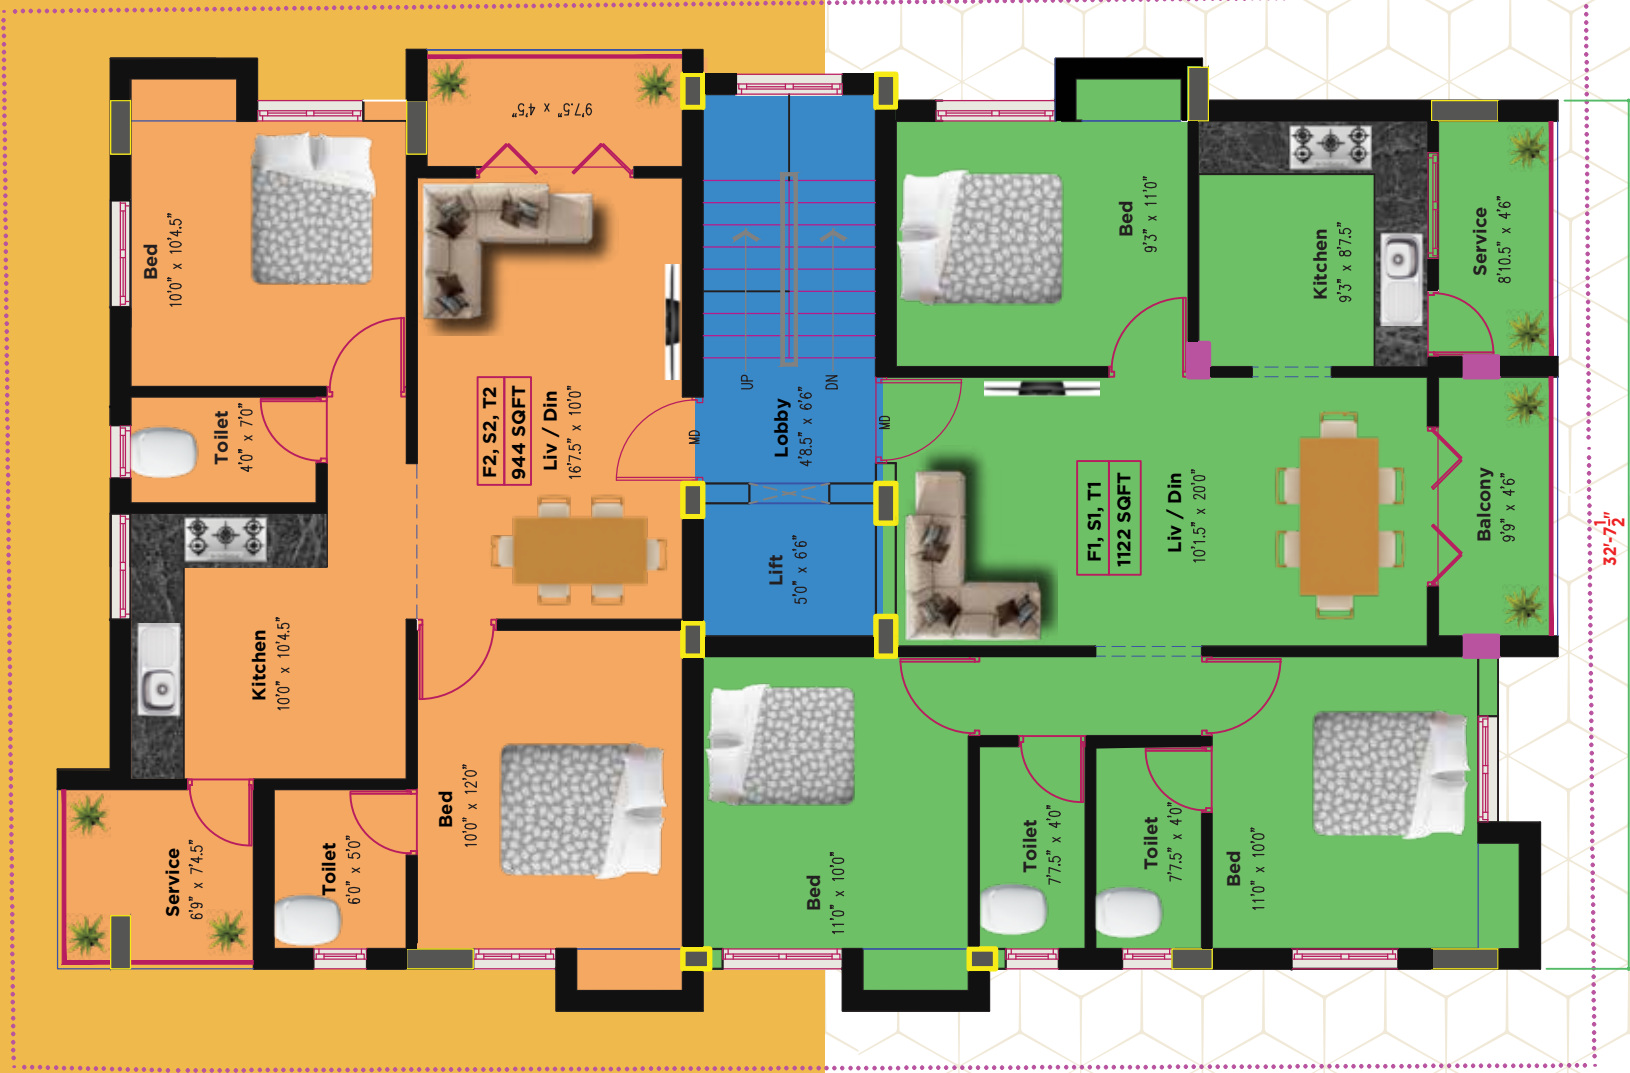 9'7.5" x 4'5
Bed
10'0" x 10'4.5"
Toilet
4'0" x 7'0"
Kitchen
10'0" x 10'4.5"
Service
6'9" x 7'4.5"
Toilet
6'0" x 5'0"
Bed
10'0" x 12'0"
F2, S2, T2
944 SQFT
Liv / Din
16'7.5" x 10'0"
MD
UP
DN
Lobby
4'8.5" x 6'6"
Lift
5'0" x 6'6"
MD
Bed
9'3" x 11'0"
Kitchen
9'3" x 8'7.5"
Service
8'10.5" x 4'6"
F1, S1, T1
1122 SQFT
Liv / Din
10'1.5" x 20'0"
Balcony
9'9" x 4'6"
Bed
11'0" x 10'0"
Toilet
7'7.5" x 4'0"
Toilet
7'7.5" x 4'0"
Bed
11'0" x 10'0"
32'-7 1/2"